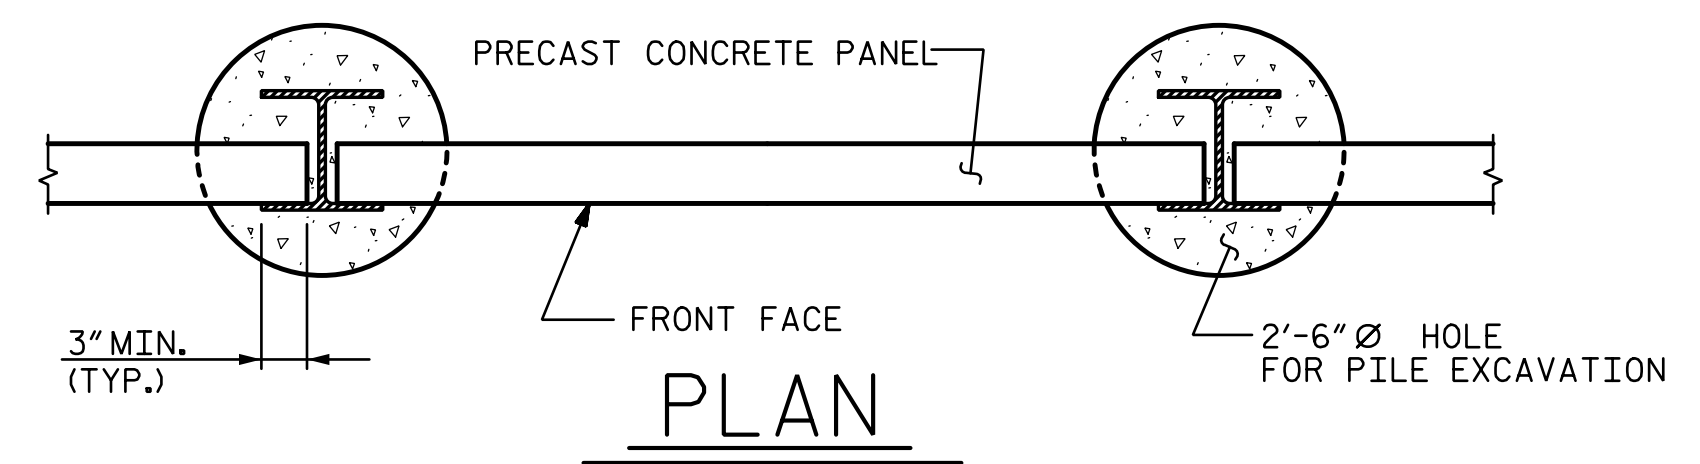 PRECAST CONCRETE PANEL
FRONT FACE
3" MIN.
(TYP.)
2'-6" Ø HOLE
FOR PILE EXCAVATION
PLAN